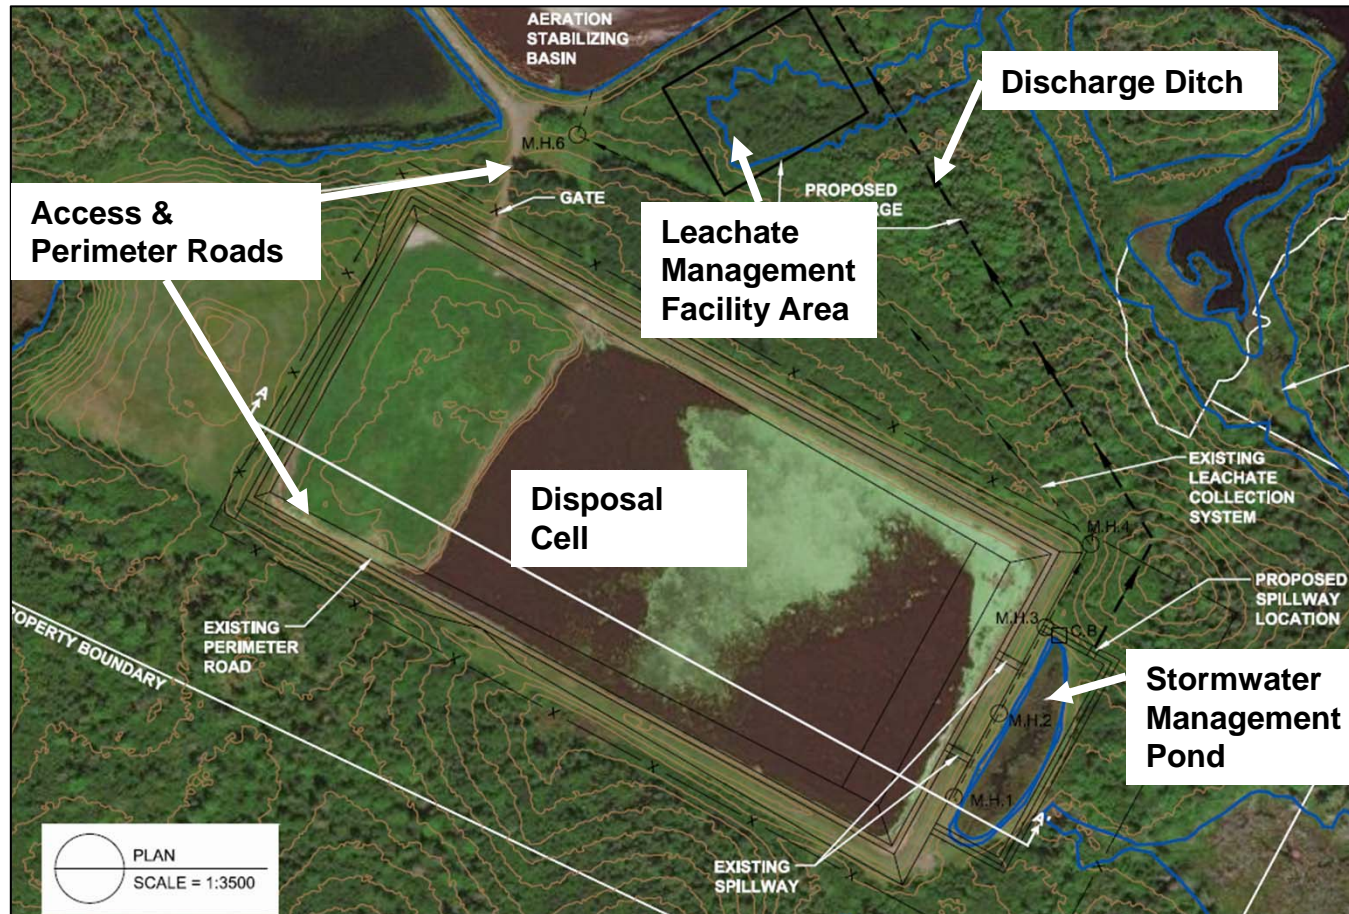 AERATION
STABILIZING
BASIN
Discharge Ditch
M.H.6
GATE
PROPOSED
Access &
Perimeter Roads
Leachate
Management
Facility Area
A
Disposal
Cell
EXISTING
LEACHATE
COLLECTION
SYSTEM
M.H.4
PROPOSED
SPILLWAY
LOCATION
M.H.3
C.B.
EXISTING
PERIMETER
ROAD
OPERTY BOUNDARY
Stormwater
Management
Pond
M.H.2
M.H.1
A'
EXISTING
SPILLWAY
PLAN
SCALE = 1:3500